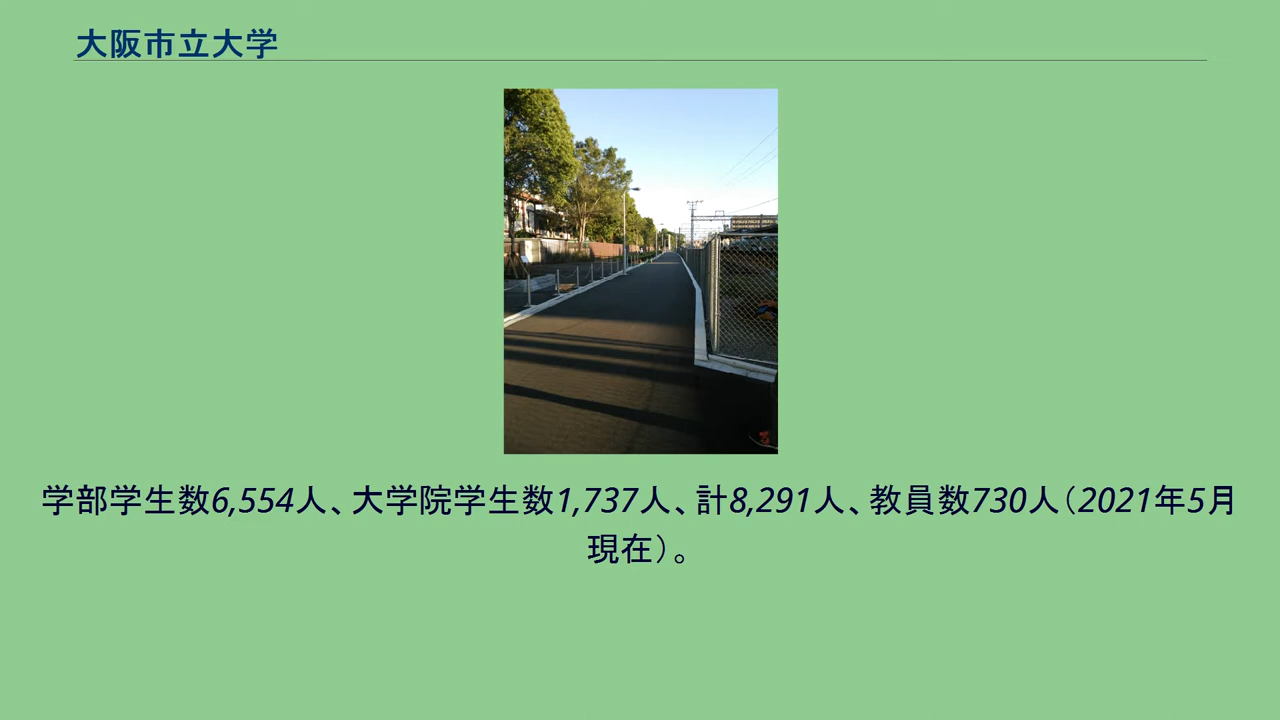 大阪市立大学
学部学生数6,554人、大学院学生数1,737人、計8,291人、教員数730人（2021年5月
現在）。